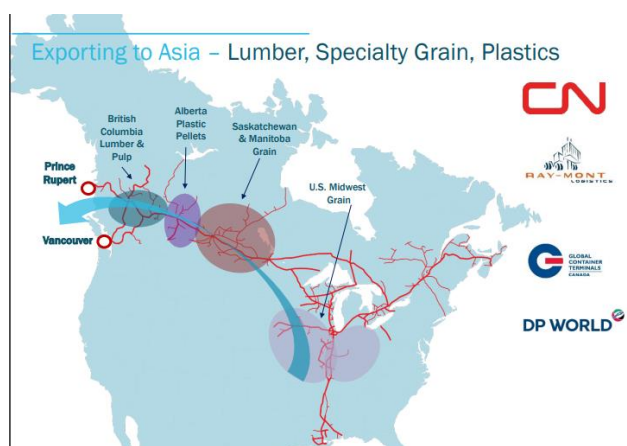 Exporting to Asia – Lumber, Specialty Grain, Plastics
British
Columbia
Lumber &
Pulp
Alberta
Plastic
Pellets
Saskatchewan
& Manitoba
Grain
U.S. Midwest
Grain
Prince
Rupert
Vancouver
CN
RAY-MONT
LOGISTICS
GLOBAL
CONTAINER
TERMINALS
CANADA
DP WORLD